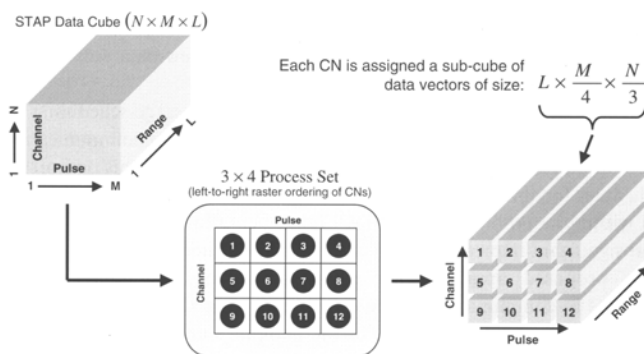 STAP Data Cube (N × M × L)
N
Channel
1
Pulse
1
M
Range
1
L
Each CN is assigned a sub-cube of
data vectors of size:
L × M/4 × N/3
3 × 4 Process Set
(left-to-right raster ordering of CNs)
Pulse
Channel
1 2 3 4
5 6 7 8
9 10 11 12
Channel
1 2 3 4
5 6 7 8
9 10 11 12
Pulse
Range